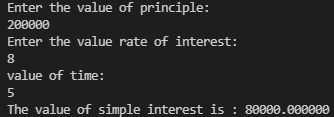 Enter the value of principle:
200000
Enter the value rate of interest:
8
value of time:
5
The value of simple interest is : 80000.000000